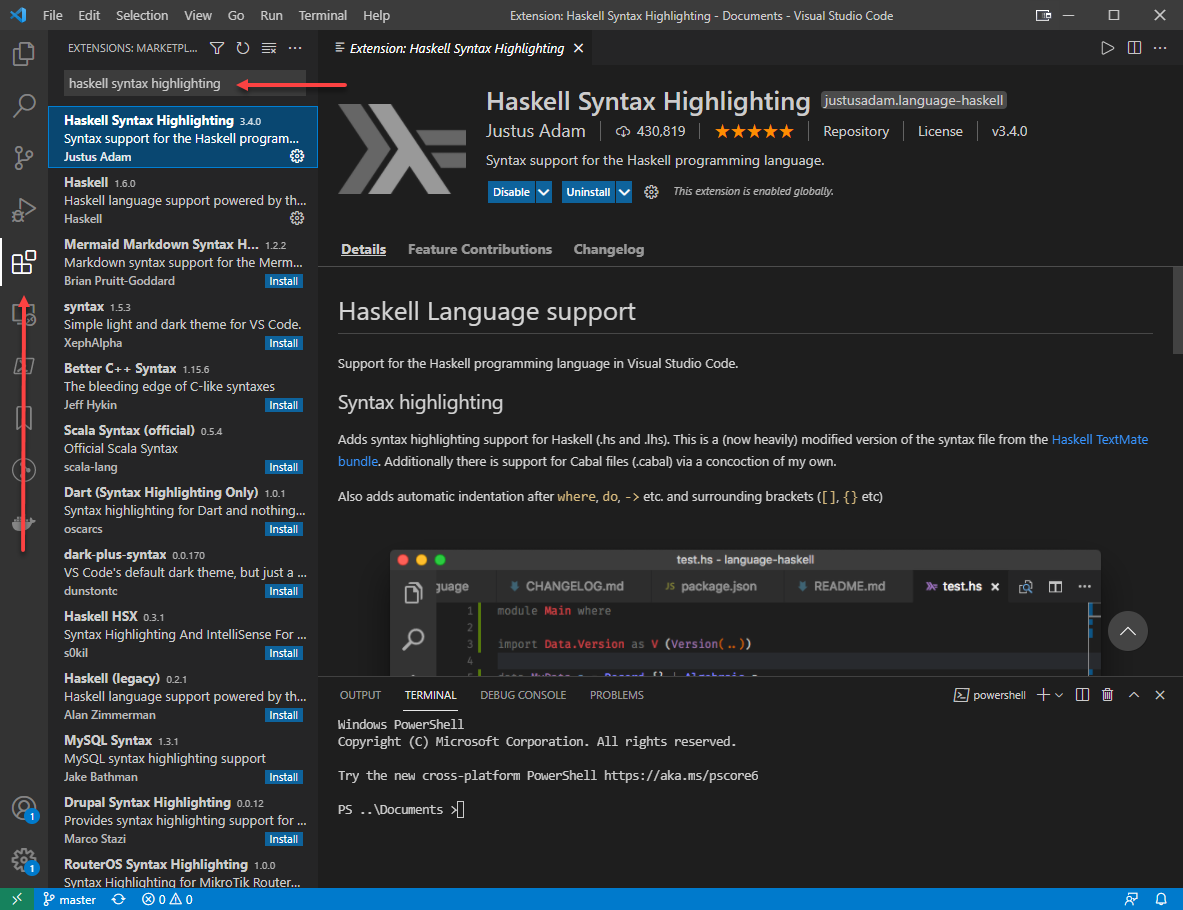 File Edit Selection View Go Run Terminal Help
Extension: Haskell Syntax Highlighting - Documents - Visual Studio Code
EXTENSIONS: MARKETPL...
haskell syntax highlighting
Haskell Syntax Highlighting 3.4.0
Syntax support for the Haskell program...
Justus Adam
Haskell 1.6.0
Haskell language support powered by th...
Haskell
Mermaid Markdown Syntax H... 1.2.2
Markdown syntax support for the Merm...
Brian Pruitt-Goddard Install
syntax 1.5.3
Simple light and dark theme for VS Code.
XephAlpha Install
Better C++ Syntax 1.15.6
The bleeding edge of C-like syntaxes
Jeff Hykin Install
Scala Syntax (official) 0.5.4
Official Scala Syntax
scala-lang Install
Dart (Syntax Highlighting Only) 1.0.1
Syntax highlighting for Dart and nothing...
oscarcs Install
dark-plus-syntax 0.0.170
VS Code's default dark theme, but just a ...
dunstontc Install
Haskell HSX 0.3.1
Syntax Highlighting And IntelliSense For ...
s0kil Install
Haskell (legacy) 0.2.1
Haskell language support powered by th...
Alan Zimmerman Install
MySQL Syntax 1.3.1
MySQL syntax highlighting support
Jake Bathman Install
Drupal Syntax Highlighting 0.0.12
Provides syntax highlighting support for ...
Marco Stazi Install
RouterOS Syntax Highlighting 1.0.0
Syntax Highlighting for MikroTik Router...
Extension: Haskell Syntax Highlighting
Haskell Syntax Highlighting justusadam.language-haskell
Justus Adam 430,819 Repository License v3.4.0
Syntax support for the Haskell programming language.
Disable Uninstall This extension is enabled globally.
Details Feature Contributions Changelog
Haskell Language support
Support for the Haskell programming language in Visual Studio Code.
Syntax highlighting
Adds syntax highlighting support for Haskell (.hs and .lhs). This is a (now heavily) modified version of the syntax file from the Haskell TextMate
bundle. Additionally there is support for Cabal files (.cabal) via a concoction of my own.
Also adds automatic indentation after where, do, -> etc. and surrounding brackets ([], {} etc)
test.hs - language-haskell
guage CHANGELOG.md JS package.json README.md test.hs
1 module Main where
2
3 import Data.Version as V (Version(..))
4
OUTPUT TERMINAL DEBUG CONSOLE PROBLEMS powershell
Windows PowerShell
Copyright (C) Microsoft Corporation. All rights reserved.
Try the new cross-platform PowerShell https://aka.ms/pscore6
PS ..\Documents >
1
1
master 0 0